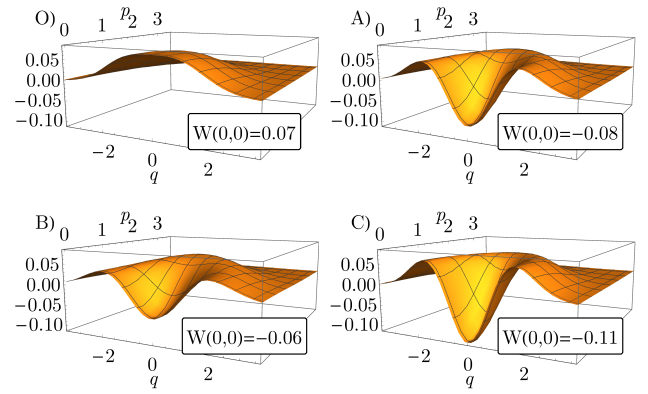 O)
0 1 p 2 3
0.05
0.00
−0.05
−0.10
W(0,0)=0.07
−2 0 2
q
A)
0 1 p 2 3
0.05
0.00
−0.05
−0.10
W(0,0)=−0.08
−2 0 2
q
B)
0 1 p 2 3
0.05
0.00
−0.05
−0.10
W(0,0)=−0.06
−2 0 2
q
C)
0 1 p 2 3
0.05
0.00
−0.05
−0.10
W(0,0)=−0.11
−2 0 2
q